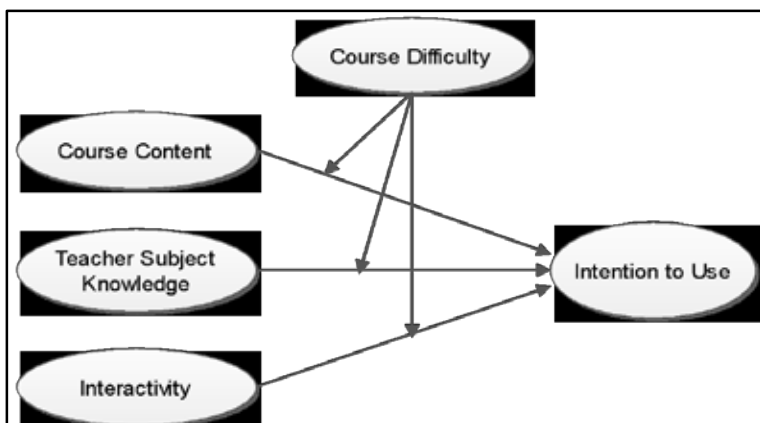 Course Difficulty
Course Content
Teacher Subject
Knowledge
Intention to Use
Interactivity